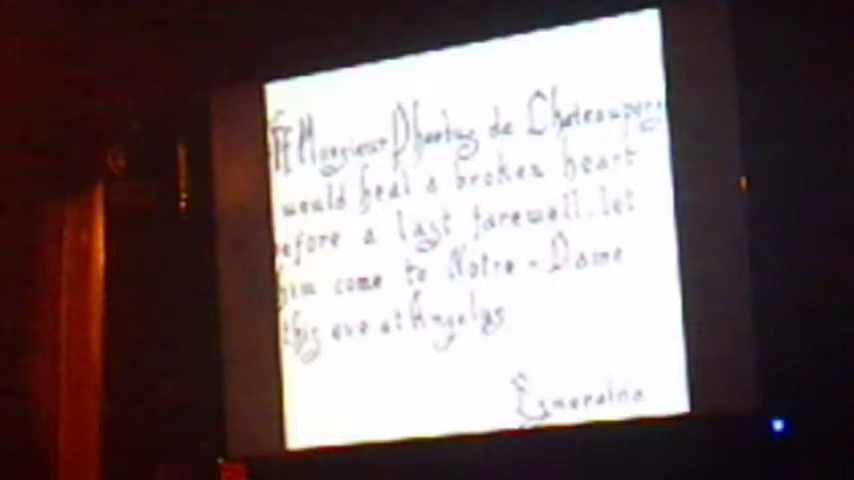 If Monsieur Phoebus de Chateaupers
would heal a broken heart
before a last farewell, let
him come to Notre-Dame
this eve at Angelus
Esmeralda